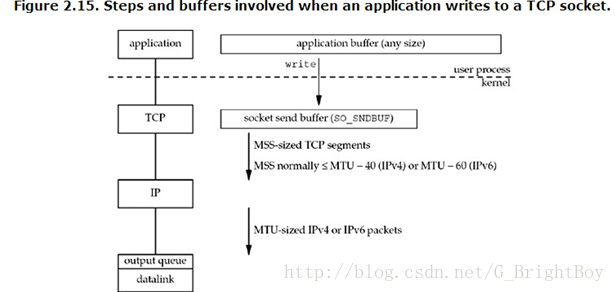 Figure 2.15. Steps and buffers involved when an application writes to a TCP socket.
application
application buffer (any size)
write
user process
kernel
TCP
socket send buffer (SO_SNDBUF)
MSS-sized TCP segments
MSS normally ≤ MTU – 40 (IPv4) or MTU – 60 (IPv6)
IP
MTU-sized IPv4 or IPv6 packets
output queue
datalink
http://blog.csdn.net/G_BrightBoy